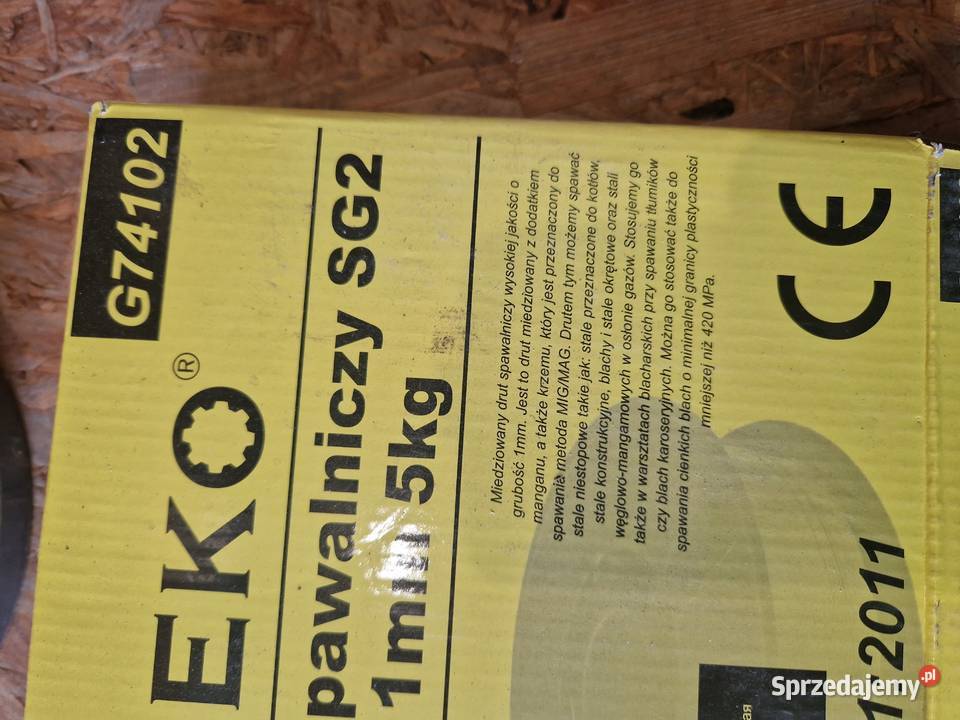 G74102
EKO®
pawalniczy SG2
1mm 5kg
Miedziowany drut spawalniczy wysokiej jakości o
grubość 1mm. Jest to drut miedziowany z dodatkiem
manganu, a także krzemu, który jest przeznaczony do
spawania metoda MIG/MAG. Drutem tym możemy spawać
stale niestopowe takie jak: stale przeznaczone do kotłów,
stale konstrukcyjne, blachy i stale okrętowe oraz stali
węglowo-mangamowych w osłonie gazów. Stosujemy go
także w warsztatach blacharskich przy spawaniu tłumików
czy blach karoseryjnych. Można go stosować także do
spawania cienkich blach o minimalnej granicy plastyczności
mniejszej niż 420 MPa.
CE
2011
ая
Sprzedajemy.pl